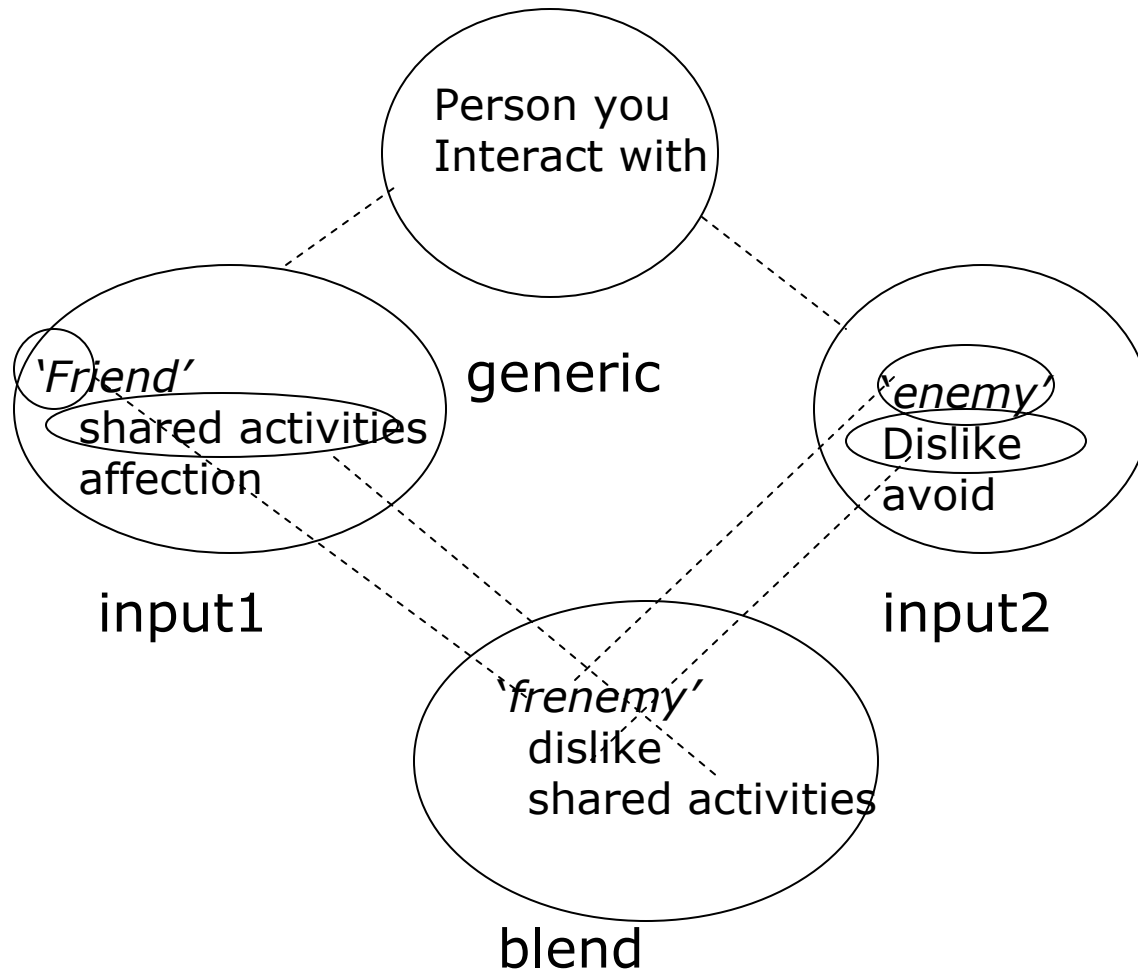 Person you
Interact with
generic
‘Friend’
shared activities
affection
input1
‘enemy’
Dislike
avoid
input2
‘frenemy’
dislike
shared activities
blend